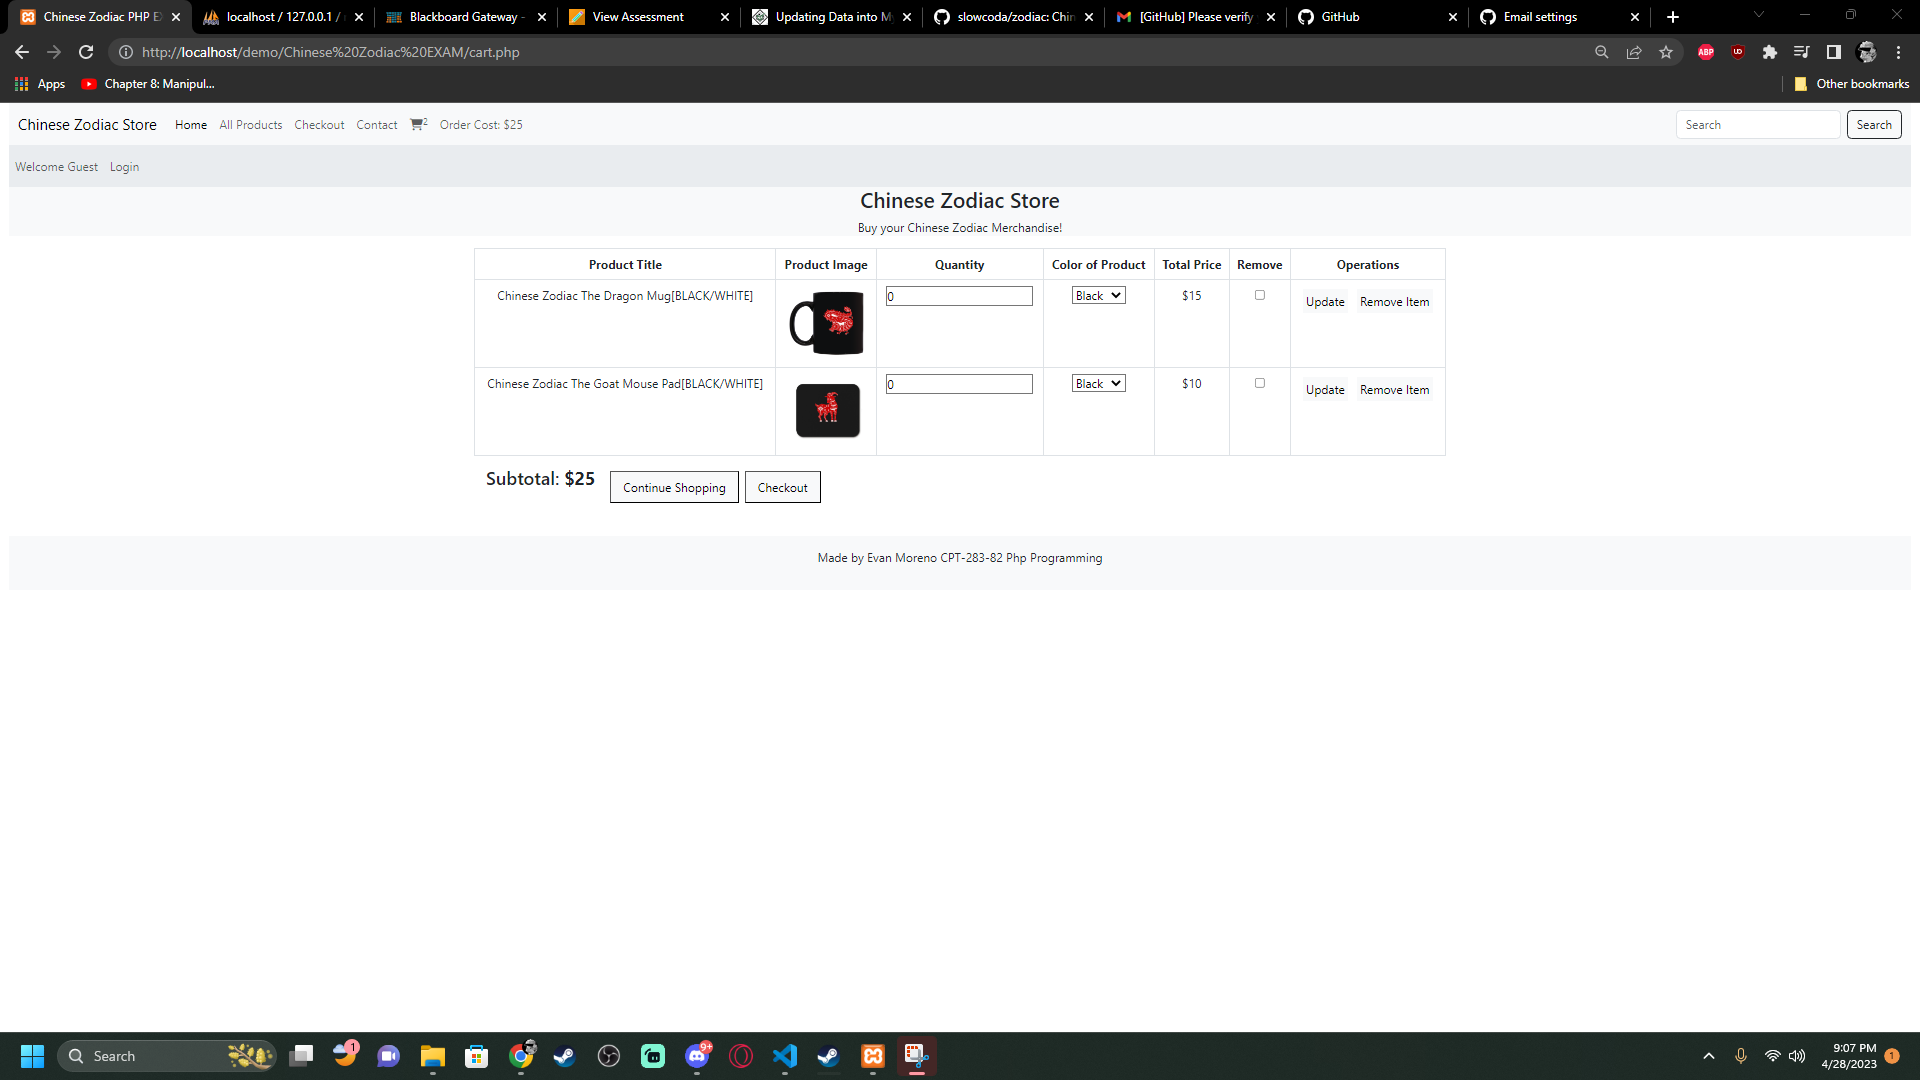 Chinese Zodiac PHP EX
localhost / 127.0.0.1 /
Blackboard Gateway -
View Assessment
Updating Data into M
slowcoda/zodiac: Chin
[GitHub] Please verify
GitHub
Email settings
http://localhost/demo/Chinese%20Zodiac%20EXAM/cart.php
ABP
Apps
Chapter 8: Manipul...
Other bookmarks
Chinese Zodiac Store
Home
All Products
Checkout
Contact
2
Order Cost: $25
Search
Search
Welcome Guest
Login
Chinese Zodiac Store
Buy your Chinese Zodiac Merchandise!
Product Title
Product Image
Quantity
Color of Product
Total Price
Remove
Operations
Chinese Zodiac The Dragon Mug[BLACK/WHITE]
0
Black
$15
Update
Remove Item
Chinese Zodiac The Goat Mouse Pad[BLACK/WHITE]
0
Black
$10
Update
Remove Item
Subtotal: $25
Continue Shopping
Checkout
Made by Evan Moreno CPT-283-82 Php Programming
Search
1
9+
9:07 PM
4/28/2023
1